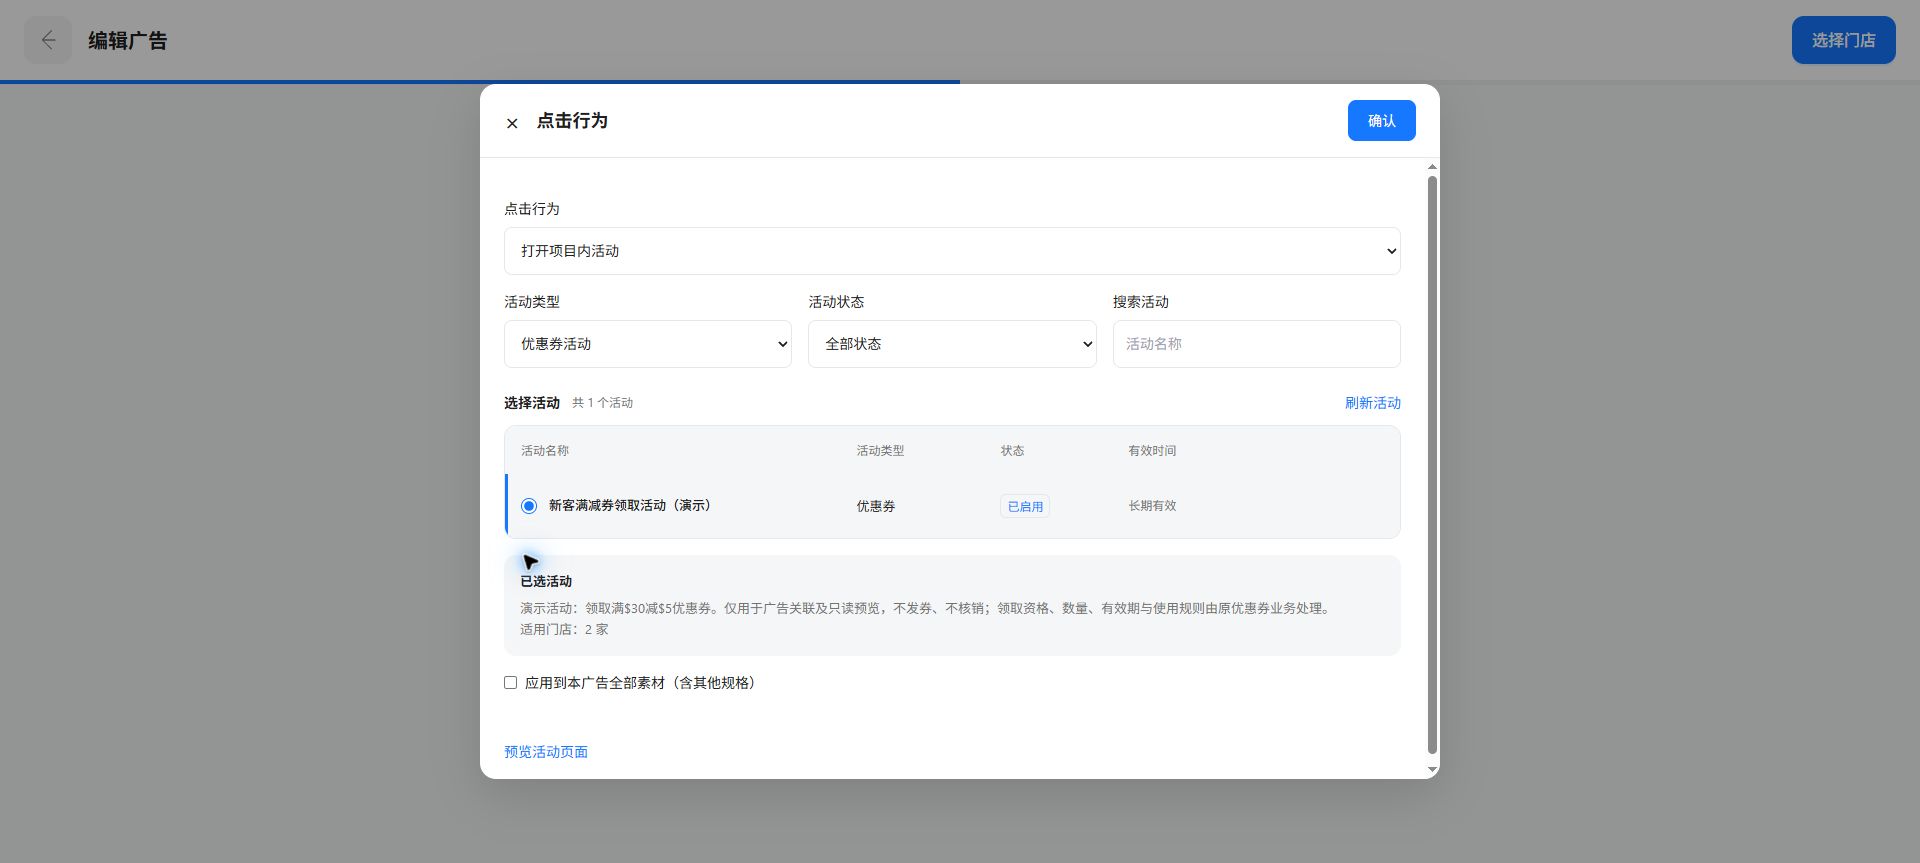 编辑广告
选择门店
点击行为
确认
点击行为
打开项目内活动
活动类型 活动状态 搜索活动
优惠券活动 全部状态 活动名称
选择活动 共 1 个活动 刷新活动
活动名称 活动类型 状态 有效时间
新客满减券领取活动（演示） 优惠券 已启用 长期有效
已选活动
演示活动：领取满$30减$5优惠券。仅用于广告关联及只读预览，不发券、不核销；领取资格、数量、有效期与使用规则由原优惠券业务处理。
适用门店：2 家
应用到本广告全部素材（含其他规格）
预览活动页面